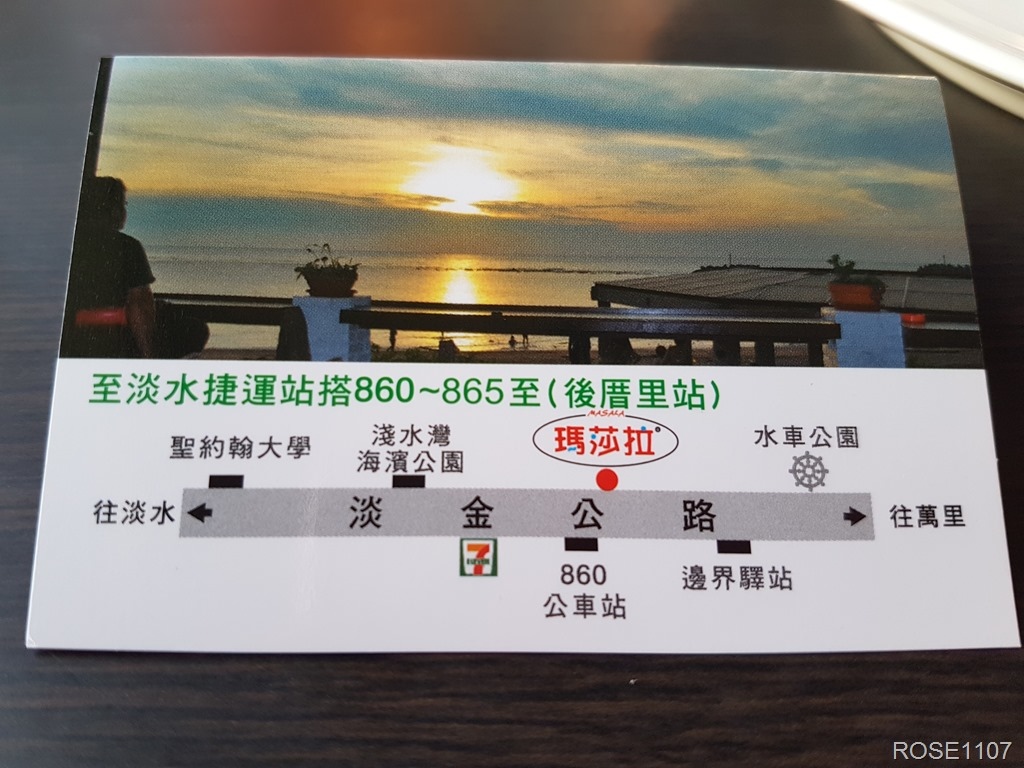 至淡水捷運站搭860~865至(後厝里站)
MASALA
瑪莎拉
聖約翰大學
淺水灣
海濱公園
水車公園
往淡水
淡金公路
往萬里
7
ELEVEN
860
公車站
邊界驛站
ROSE1107